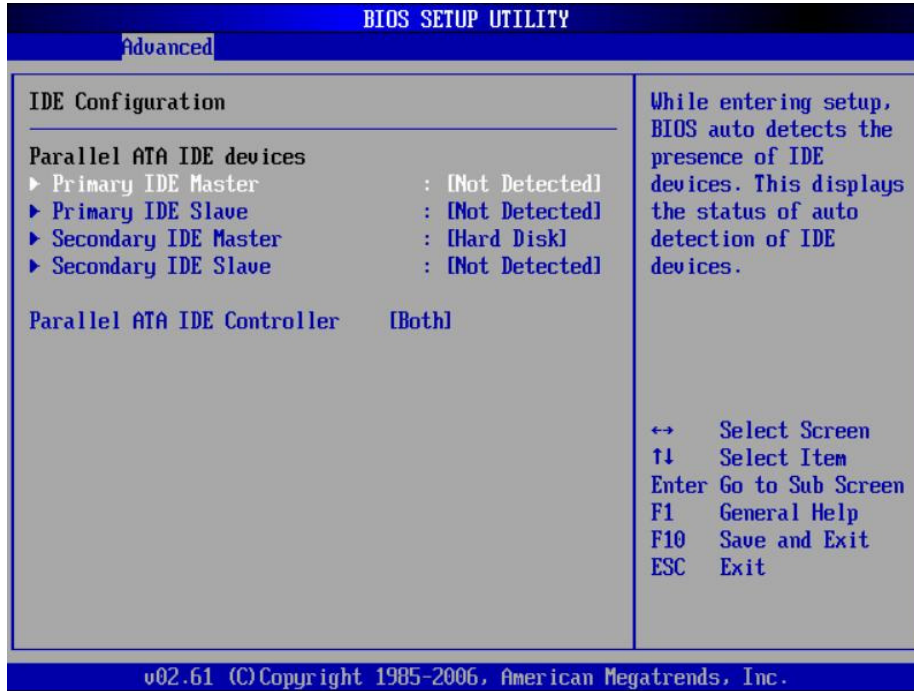 BIOS SETUP UTILITY
Advanced
IDE Configuration
Parallel ATA IDE devices
► Primary IDE Master : [Not Detected]
► Primary IDE Slave : [Not Detected]
► Secondary IDE Master : [Hard Disk]
► Secondary IDE Slave : [Not Detected]
Parallel ATA IDE Controller [Both]
While entering setup,
BIOS auto detects the
presence of IDE
devices. This displays
the status of auto
detection of IDE
devices.
←→ Select Screen
↑↓ Select Item
Enter Go to Sub Screen
F1 General Help
F10 Save and Exit
ESC Exit
v02.61 (C)Copyright 1985-2006, American Megatrends, Inc.